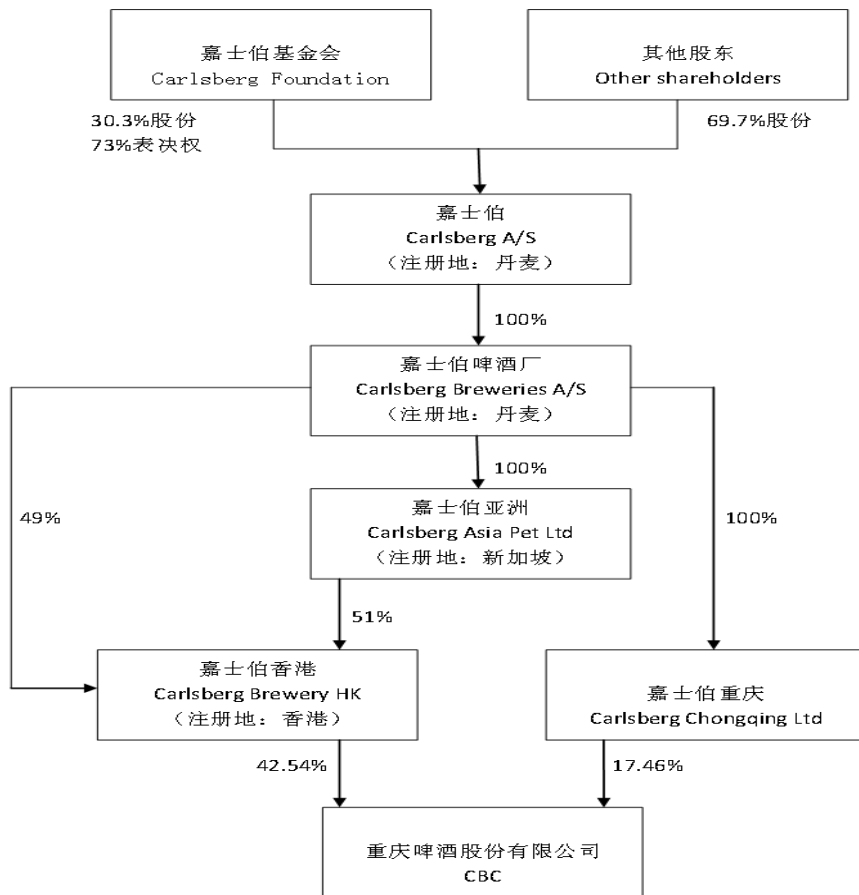 嘉士伯基金会
Carlsberg Foundation
其他股东
Other shareholders
30.3%股份
73%表决权
69.7%股份
嘉士伯
Carlsberg A/S
（注册地：丹麦）
100%
嘉士伯啤酒厂
Carlsberg Breweries A/S
（注册地：丹麦）
100%
49%
嘉士伯亚洲
Carlsberg Asia Pet Ltd
（注册地：新加坡）
100%
51%
嘉士伯香港
Carlsberg Brewery HK
（注册地：香港）
嘉士伯重庆
Carlsberg Chongqing Ltd
42.54%
17.46%
重庆啤酒股份有限公司
CBC